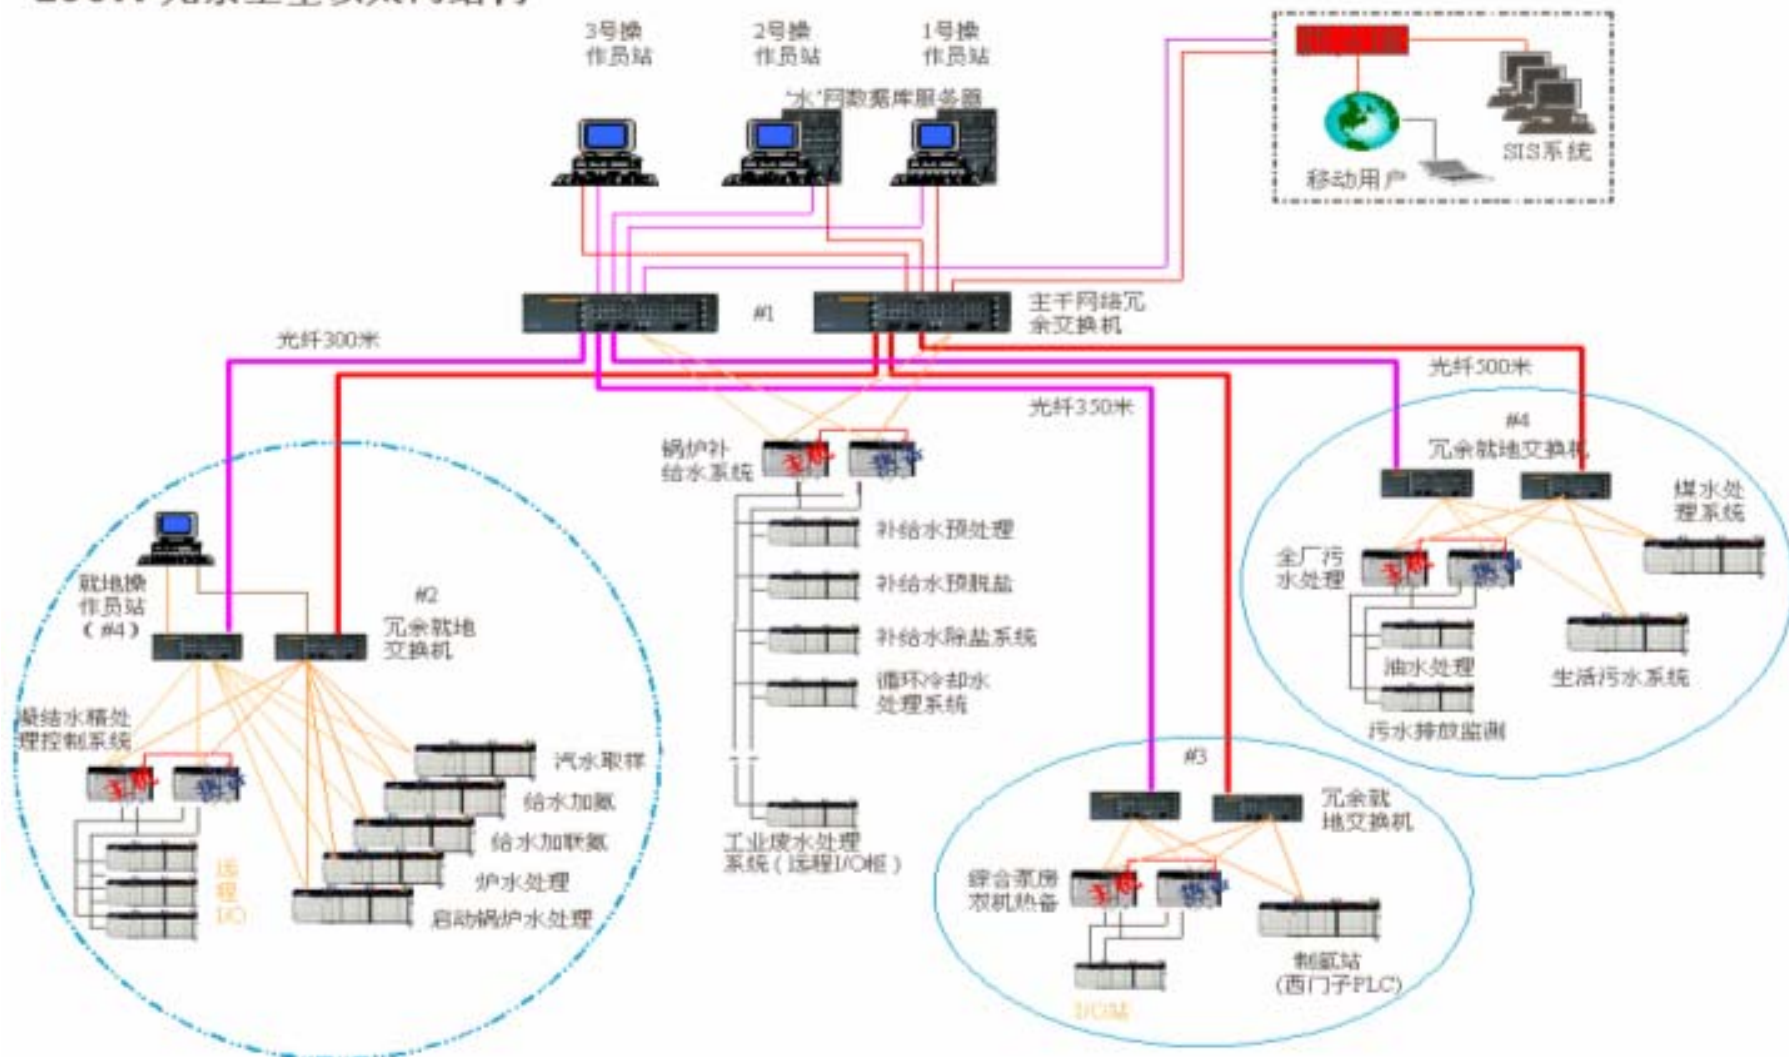 3号操
作员站
2号操
作员站
1号操
作员站
"水"网数据库服务器
SIS系统
移动用户
#1
主干网络冗
余交换机
光纤300米
光纤500米
光纤350米
#4
冗余就地交换机
锅炉补
给水系统
主机
煤水处
理系统
补给水预处理
全厂污
水处理
主机
就地操
作员站
(#4)
#2
冗余就地
交换机
补给水预脱盐
补给水除盐系统
油水处理
生活污水系统
循环冷却水
处理系统
污水排放监测
凝结水精处
理控制系统
主机
汽水取样
给水加氨
给水加联氨
炉水处理
启动锅炉水处理
远
程
I/O
#3
冗余就
地交换机
工业废水处理
系统(远程I/O柜)
综合泵房
双机热备
主机
制氢站
(西门子PLC)
I/O站